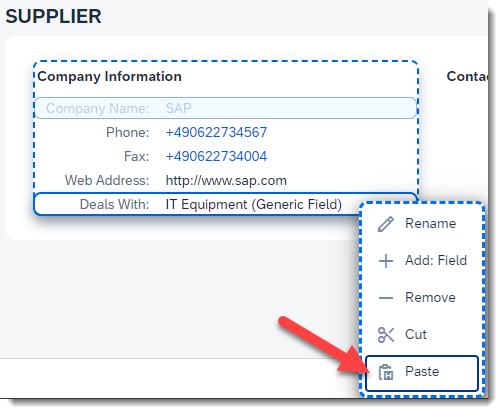 SUPPLIER
Company Information
Conta
Company Name: SAP
Phone: +490622734567
Fax: +490622734004
Web Address: http://www.sap.com
Deals With: IT Equipment (Generic Field)
Rename
Add: Field
Remove
Cut
Paste